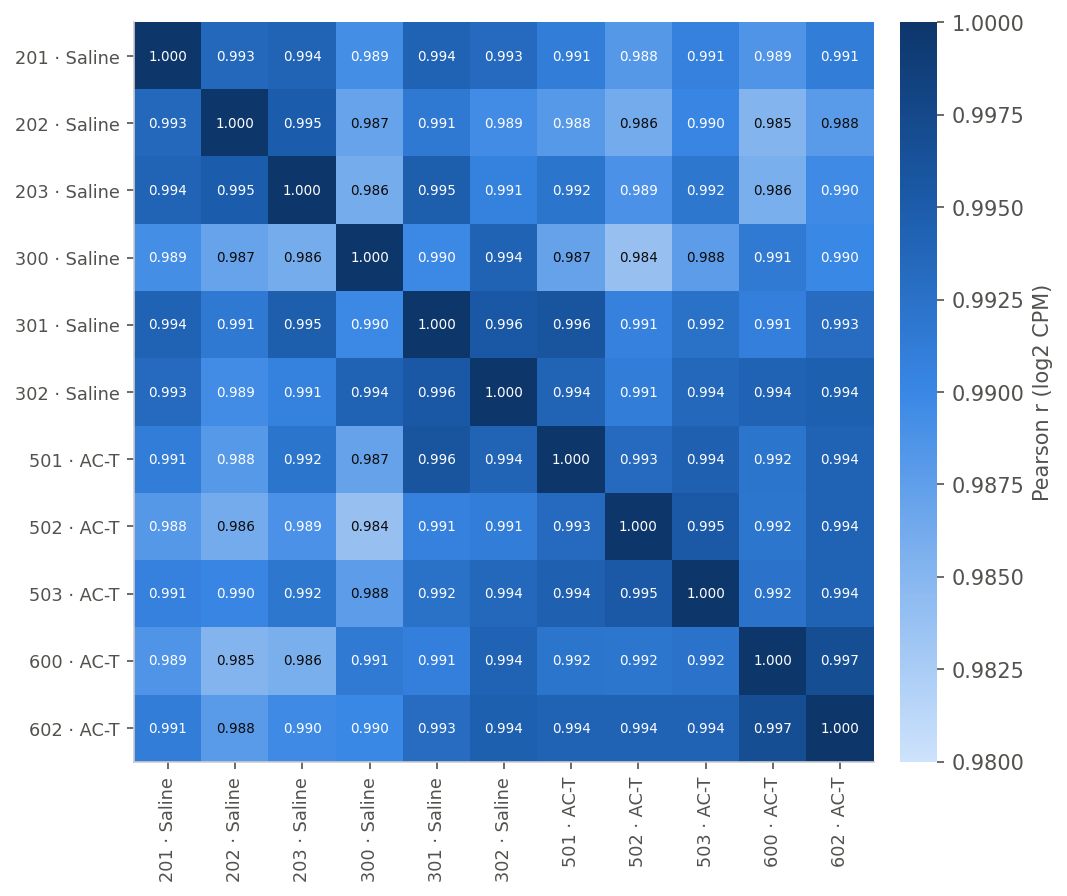 201 · Saline 1.000 0.993 0.994 0.989 0.994 0.993 0.991 0.988 0.991 0.989 0.991
202 · Saline 0.993 1.000 0.995 0.987 0.991 0.989 0.988 0.986 0.990 0.985 0.988
203 · Saline 0.994 0.995 1.000 0.986 0.995 0.991 0.992 0.989 0.992 0.986 0.990
300 · Saline 0.989 0.987 0.986 1.000 0.990 0.994 0.987 0.984 0.988 0.991 0.990
301 · Saline 0.994 0.991 0.995 0.990 1.000 0.996 0.996 0.991 0.992 0.991 0.993
302 · Saline 0.993 0.989 0.991 0.994 0.996 1.000 0.994 0.991 0.994 0.994 0.994
501 · AC-T 0.991 0.988 0.992 0.987 0.996 0.994 1.000 0.993 0.994 0.992 0.994
502 · AC-T 0.988 0.986 0.989 0.984 0.991 0.991 0.993 1.000 0.995 0.992 0.994
503 · AC-T 0.991 0.990 0.992 0.988 0.992 0.994 0.994 0.995 1.000 0.992 0.994
600 · AC-T 0.989 0.985 0.986 0.991 0.991 0.994 0.992 0.992 0.992 1.000 0.997
602 · AC-T 0.991 0.988 0.990 0.990 0.993 0.994 0.994 0.994 0.994 0.997 1.000
201 · Saline
202 · Saline
203 · Saline
300 · Saline
301 · Saline
302 · Saline
501 · AC-T
502 · AC-T
503 · AC-T
600 · AC-T
602 · AC-T
1.0000
0.9975
0.9950
0.9925
0.9900
0.9875
0.9850
0.9825
0.9800
Pearson r (log2 CPM)